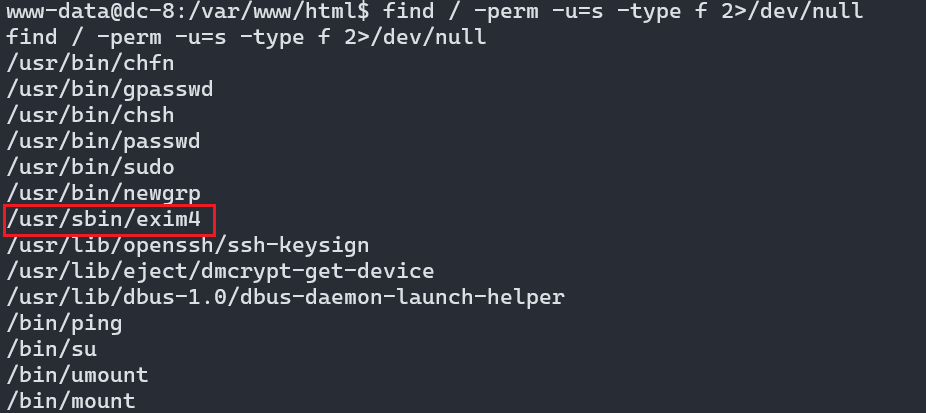 www-data@dc-8:/var/www/html$ find / -perm -u=s -type f 2>/dev/null
find / -perm -u=s -type f 2>/dev/null
/usr/bin/chfn
/usr/bin/gpasswd
/usr/bin/chsh
/usr/bin/passwd
/usr/bin/sudo
/usr/bin/newgrp
/usr/sbin/exim4
/usr/lib/openssh/ssh-keysign
/usr/lib/eject/dmcrypt-get-device
/usr/lib/dbus-1.0/dbus-daemon-launch-helper
/bin/ping
/bin/su
/bin/umount
/bin/mount